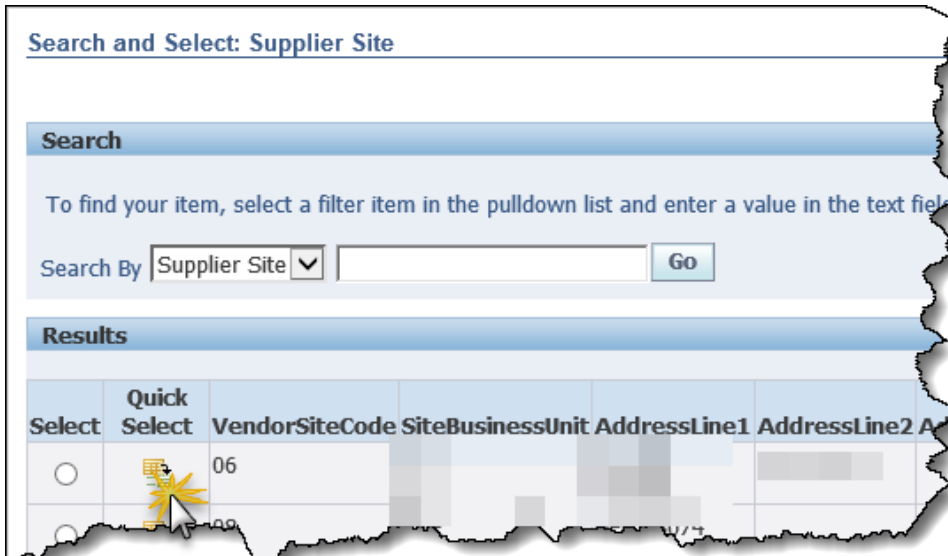 Search and Select: Supplier Site
Search
To find your item, select a filter item in the pulldown list and enter a value in the text
Search By Supplier Site Go
Results
Select Quick Select VendorSiteCode SiteBusinessUnit AddressLine1 AddressLine2
06